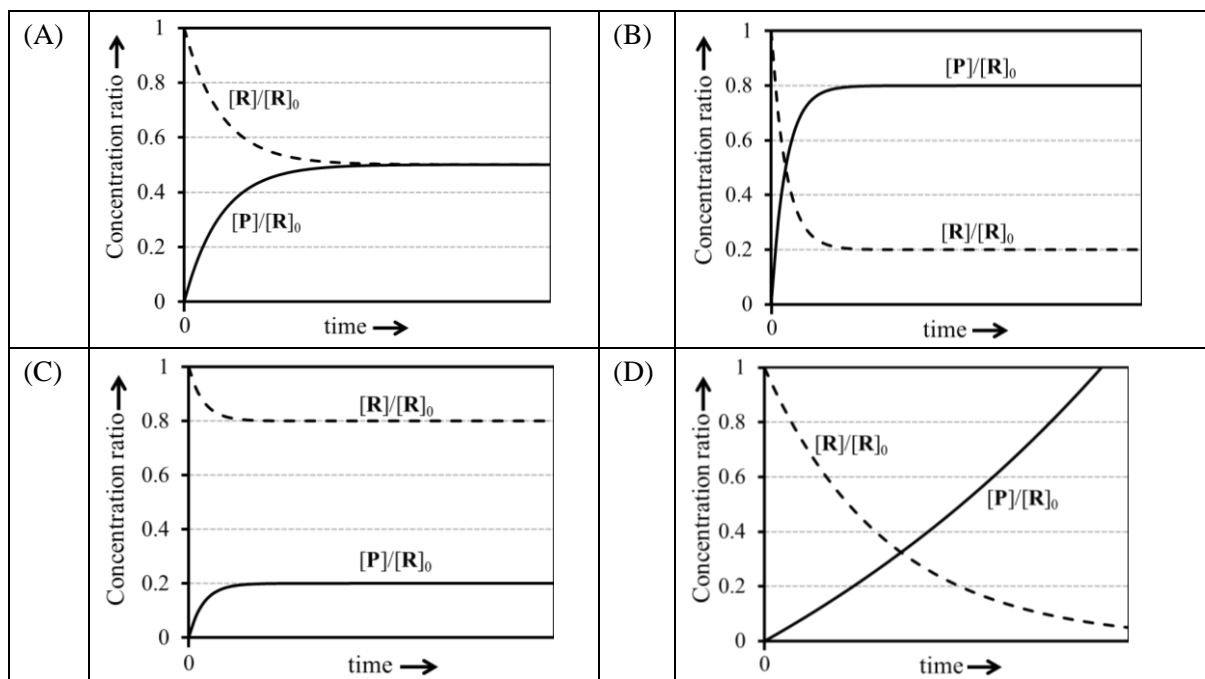 (A)
1
0.8
0.6
0.4
0.2
0
Concentration ratio →
[R]/[R]₀
[P]/[R]₀
0
time →
(B)
1
0.8
0.6
0.4
0.2
0
Concentration ratio →
[P]/[R]₀
[R]/[R]₀
0
time →
(C)
1
0.8
0.6
0.4
0.2
0
Concentration ratio →
[R]/[R]₀
[P]/[R]₀
0
time →
(D)
1
0.8
0.6
0.4
0.2
0
Concentration ratio →
[R]/[R]₀
[P]/[R]₀
0
time →